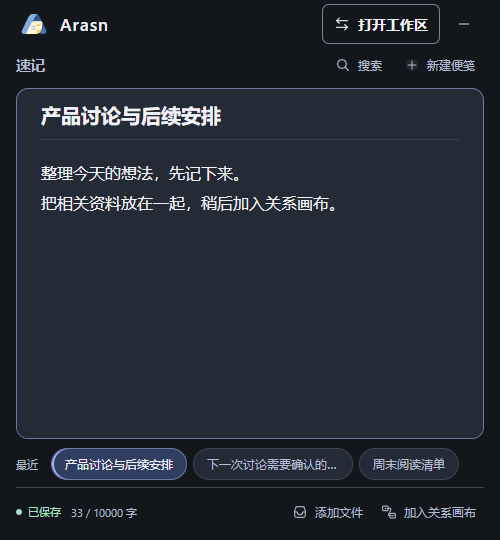 Arasn
打开工作区
速记
搜索
新建便笺
产品讨论与后续安排
整理今天的想法，先记下来。
把相关资料放在一起，稍后加入关系画布。
最近
产品讨论与后续安排
下一次讨论需要确认的...
周末阅读清单
已保存
33 / 10000 字
添加文件
加入关系画布